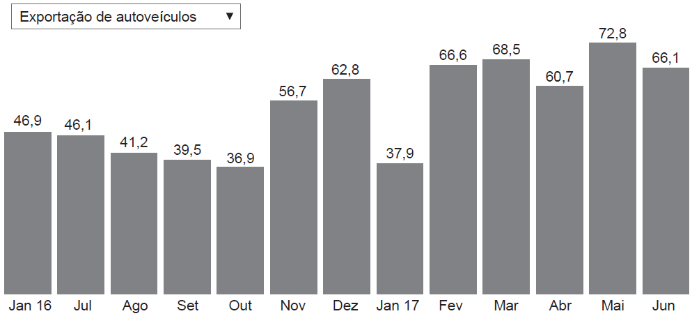 Exportação de autoveículos ▼
46,9 46,1 41,2 39,5 36,9 56,7 62,8 37,9 66,6 68,5 60,7 72,8 66,1
Jan 16 Jul Ago Set Out Nov Dez Jan 17 Fev Mar Abr Mai Jun